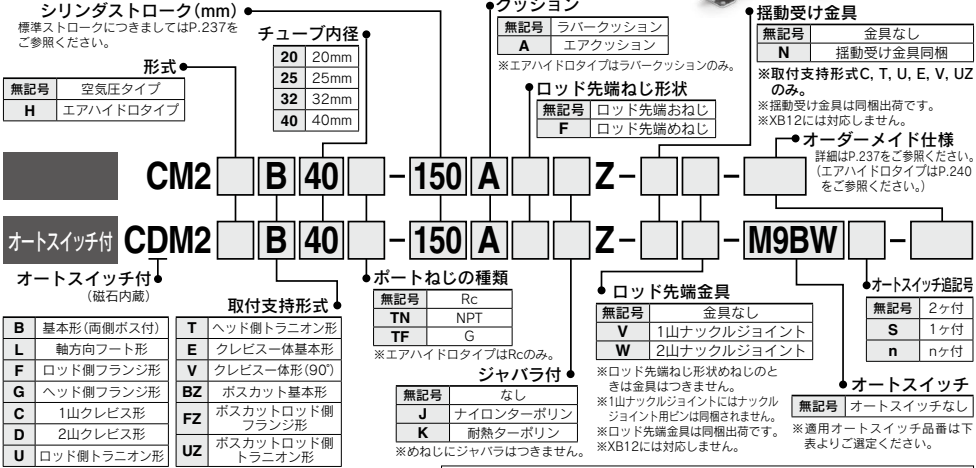 シリンダストローク(mm)
標準ストロークにつきましてはP.237を
ご参照ください。
形式
無記号 空気圧タイプ
H エアハイドロタイプ
チューブ内径
20 20mm
25 25mm
32 32mm
40 40mm
クッション
無記号 ラバークッション
A エアクッション
※エアハイドロタイプはラバークッションのみ。
ロッド先端ねじ形状
無記号 ロッド先端おねじ
F ロッド先端めねじ
揺動受け金具
無記号 金具なし
N 揺動受け金具同梱
※取付支持形式C, T, U, E, V, UZ
のみ。
※揺動受け金具は同梱出荷です。
※XB12には対応しません。
オーダーメイド仕様
詳細はP.237をご参照ください。
(エアハイドロタイプはP.240
をご参照ください。)
CM2 B 40 - 150 A Z - -
オートスイッチ付 CDM2 B 40 - 150 A Z - - M9BW -
オートスイッチ付
(磁石内蔵)
取付支持形式
B 基本形(両側ボス付)
L 軸方向フート形
F ロッド側フランジ形
G ヘッド側フランジ形
C 1山クレビス形
D 2山クレビス形
U ロッド側トラニオン形
T ヘッド側トラニオン形
E クレビス一体基本形
V クレビス一体形(90°)
BZ ボスカット基本形
FZ ボスカットロッド側
フランジ形
UZ ボスカットロッド側
トラニオン形
ポートねじの種類
無記号 Rc
TN NPT
TF G
※エアハイドロタイプはRcのみ。
ジャバラ付
無記号 なし
J ナイロンターポリン
K 耐熱ターポリン
※めねじにジャバラはつきません。
ロッド先端金具
無記号 金具なし
V 1山ナックルジョイント
W 2山ナックルジョイント
※ロッド先端ねじ形状めねじのと
きは金具はつきません。
※1山ナックルジョイントにはナックル
ジョイント用ピンは同梱されません。
※ロッド先端金具は同梱出荷です。
※XB12には対応しません。
オートスイッチ追記号
無記号 2ヶ付
S 1ヶ付
n nヶ付
オートスイッチ
無記号 オートスイッチなし
※適用オートスイッチ品番は下
表よりご選定ください。